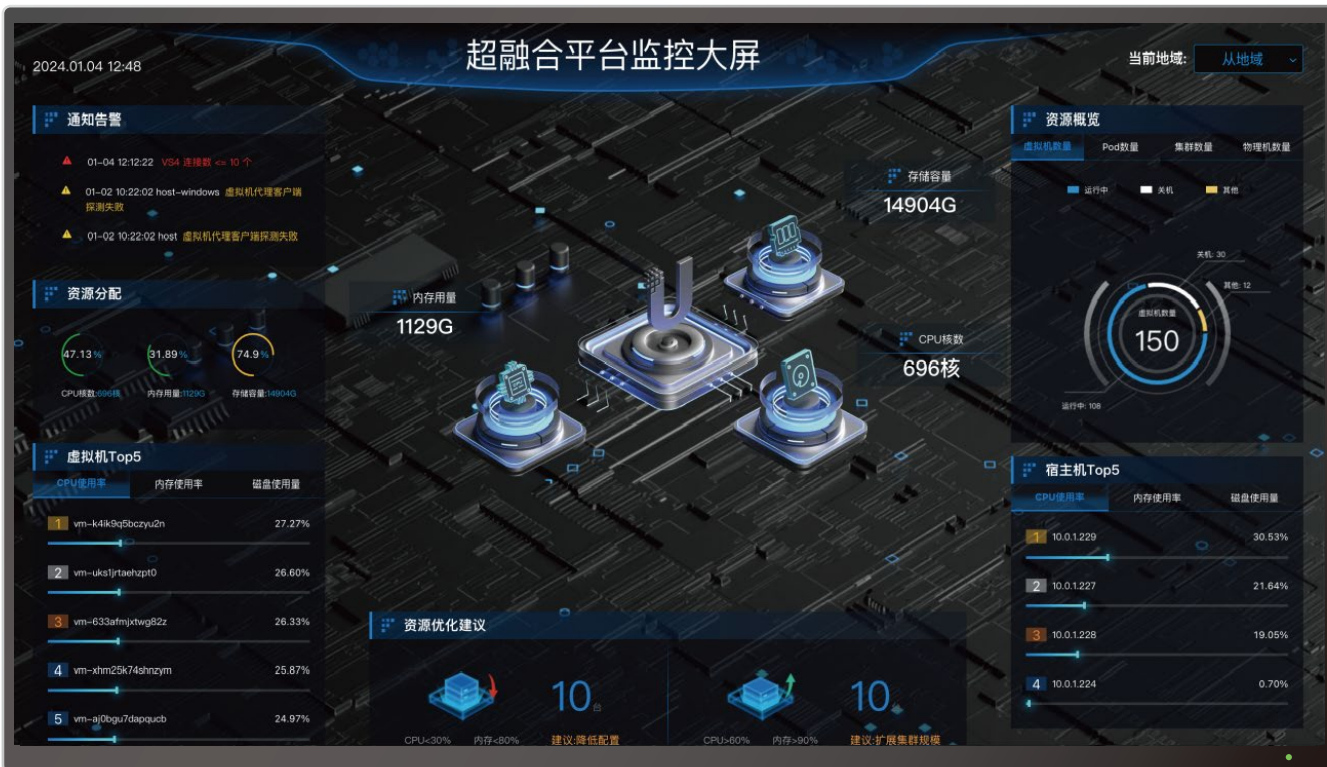 超融合平台监控大屏
2024.01.04 12:48
当前地域:
从地域
通知告警
01-04 12:12:22 VS4 连接数 <= 10 个
01-02 10:22:02 host-windows 虚拟机代理客户端
探测失败
01-02 10:22:02 host 虚拟机代理客户端探测失败
资源分配
47.13%
31.89%
74.9%
CPU核数:696核
内存用量:1129G
存储容量:14904G
虚拟机Top5
CPU使用率
内存使用率
磁盘使用量
1 vm-k4ik9q5bczyu2n 27.27%
2 vm-uks1jrtaehzpt0 26.60%
3 vm-633afmjxtwg82z 26.33%
4 vm-xhm25k74shnzym 25.87%
5 vm-aj0bgu7dapqucb 24.97%
存储容量
14904G
内存用量
1129G
CPU核数
696核
资源优化建议
10台
CPU<30% 内存<80% 建议:降低配置
10
CPU>60% 内存>90% 建议:扩展集群规模
资源概览
虚拟机数量
Pod数量
集群数量
物理机数量
运行中
关机
其他
关机: 30
其他: 12
虚拟机数量
150
运行中: 108
宿主机Top5
CPU使用率
内存使用率
磁盘使用量
1 10.0.1.229 30.53%
2 10.0.1.227 21.64%
3 10.0.1.228 19.05%
4 10.0.1.224 0.70%